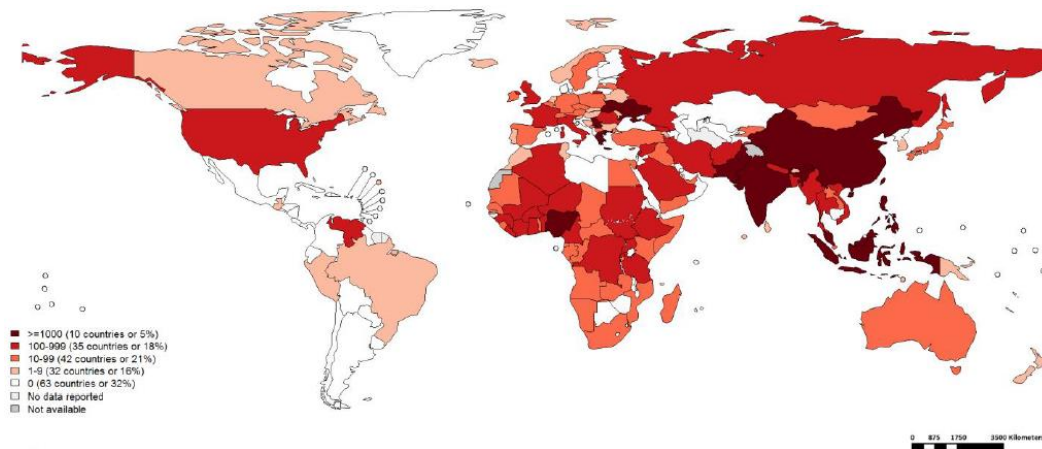 >=1000 (10 countries or 5%)
100-999 (35 countries or 18%)
10-99 (42 countries or 21%)
1-9 (32 countries or 16%)
0 (63 countries or 32%)
No data reported
Not available
0 875 1750 3500 Kilometers